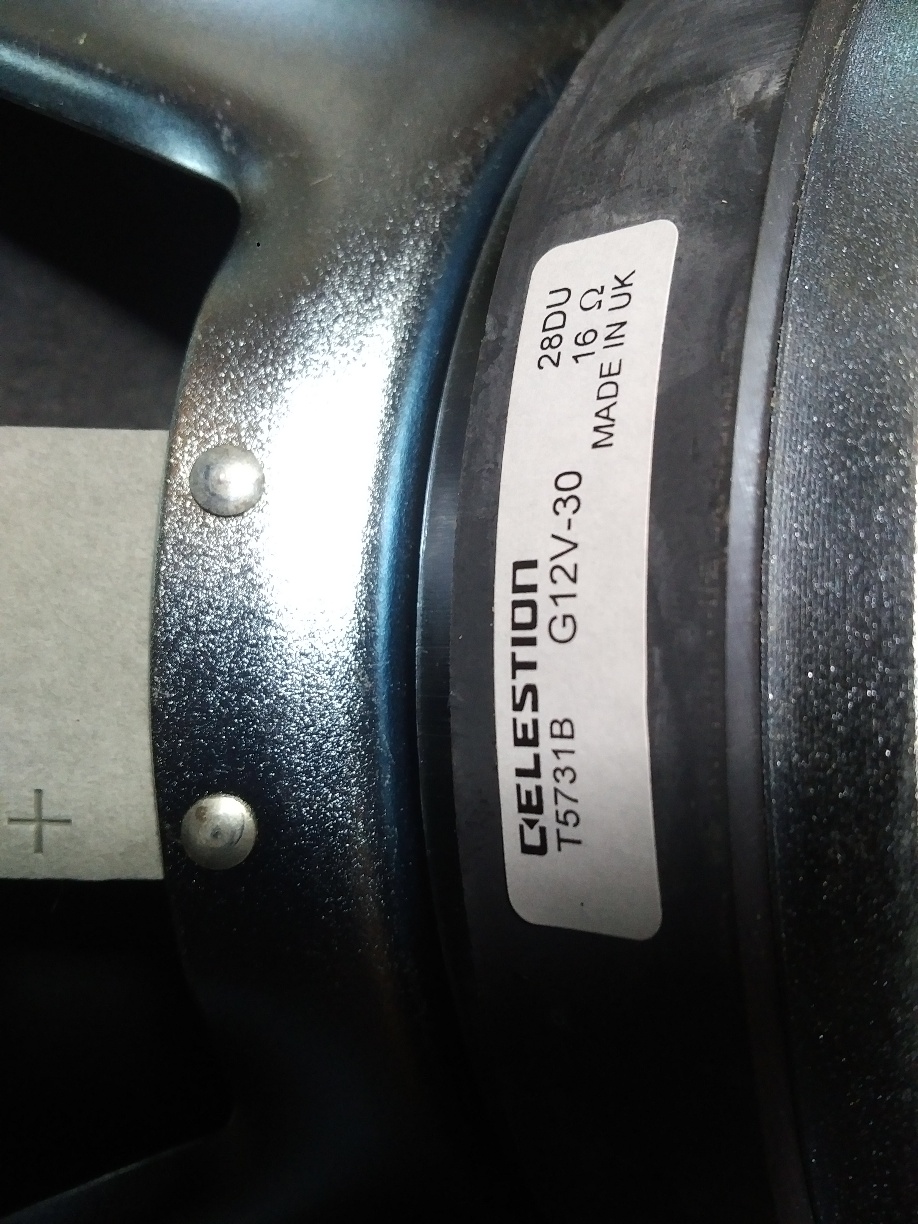 CELESTION
T5731B G12V-30
28DU
16 Ω
MADE IN UK
+